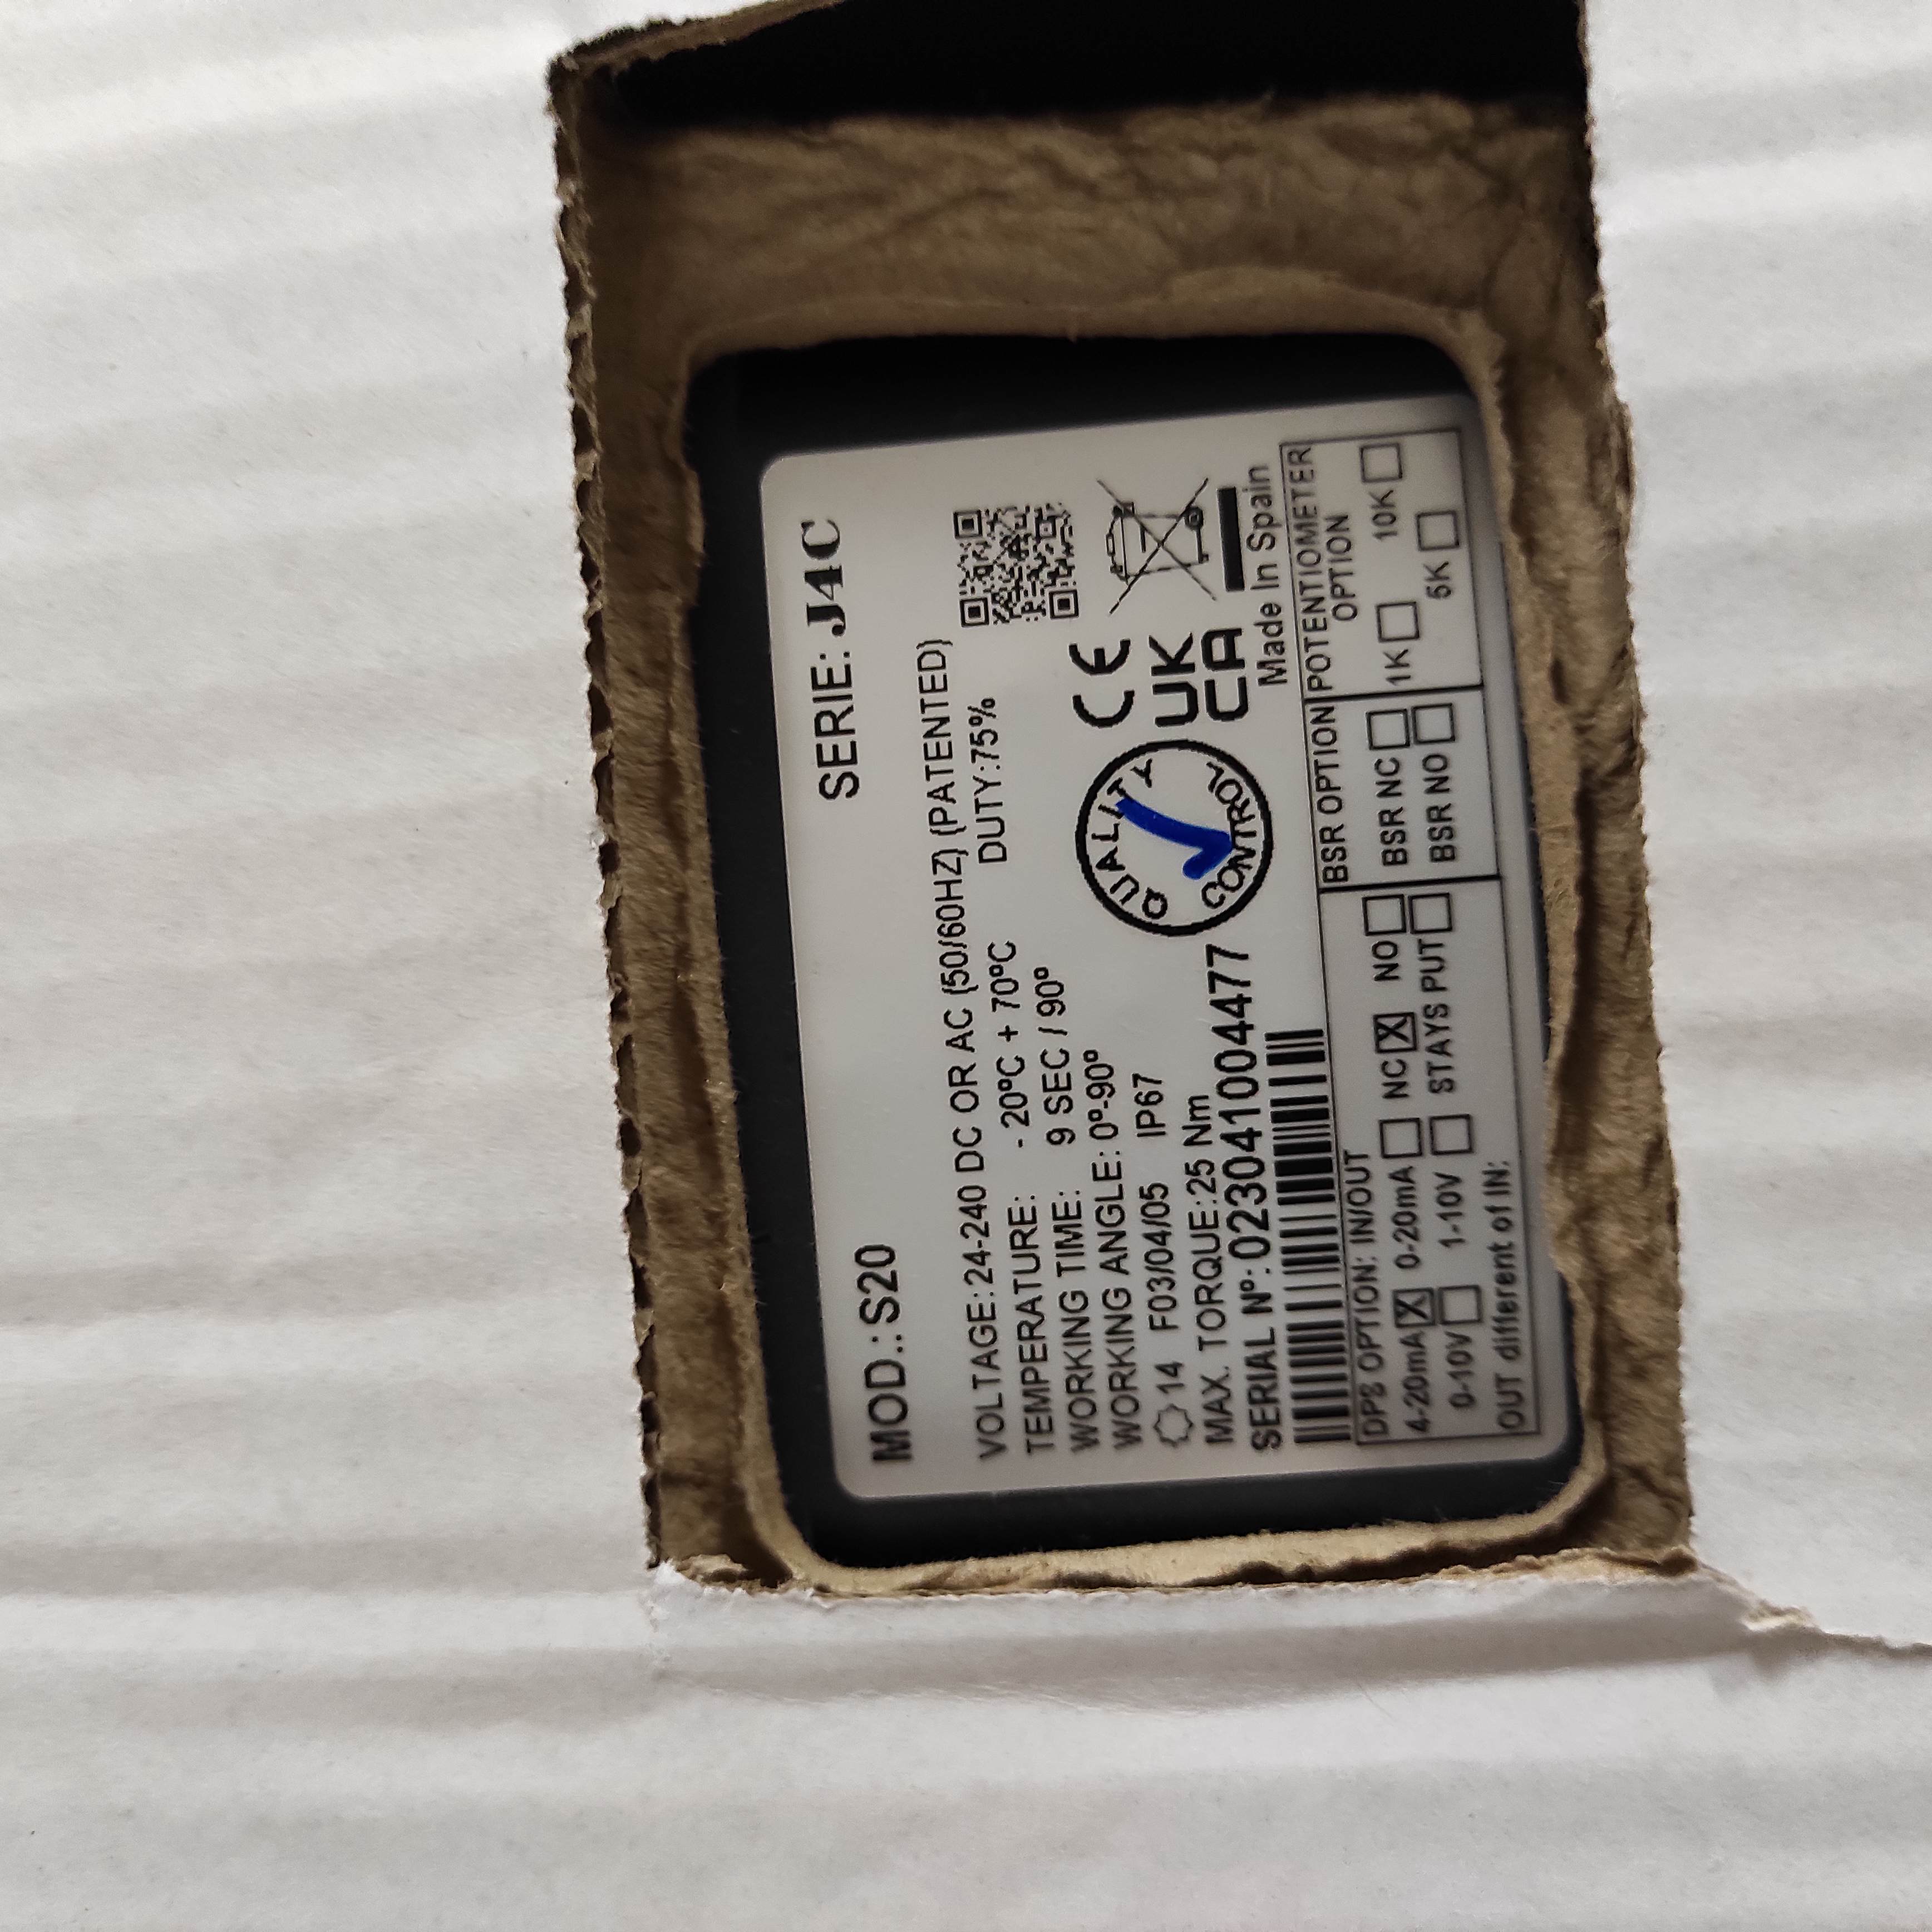 MOD.:S20 SERIE: J4C
VOLTAGE:24-240 DC OR AC (50/60HZ) (PATENTED)
TEMPERATURE: - 20ºC + 70ºC DUTY:75%
WORKING TIME: 9 SEC / 90º
WORKING ANGLE: 0º-90º
14 F03/04/05 IP67
MAX. TORQUE:25 Nm
SERIAL Nº: 0230410044477
QUALITY CONTROL
CE
UK
CA
Made In Spain
DPS OPTION: IN/OUT
4-20mA X 0-20mA NC X NO
0-10V 1-10V STAYS PUT
OUT different of IN:
BSR OPTION
BSR NC
BSR NO
POTENTIOMETER
OPTION
1K 10K
5K